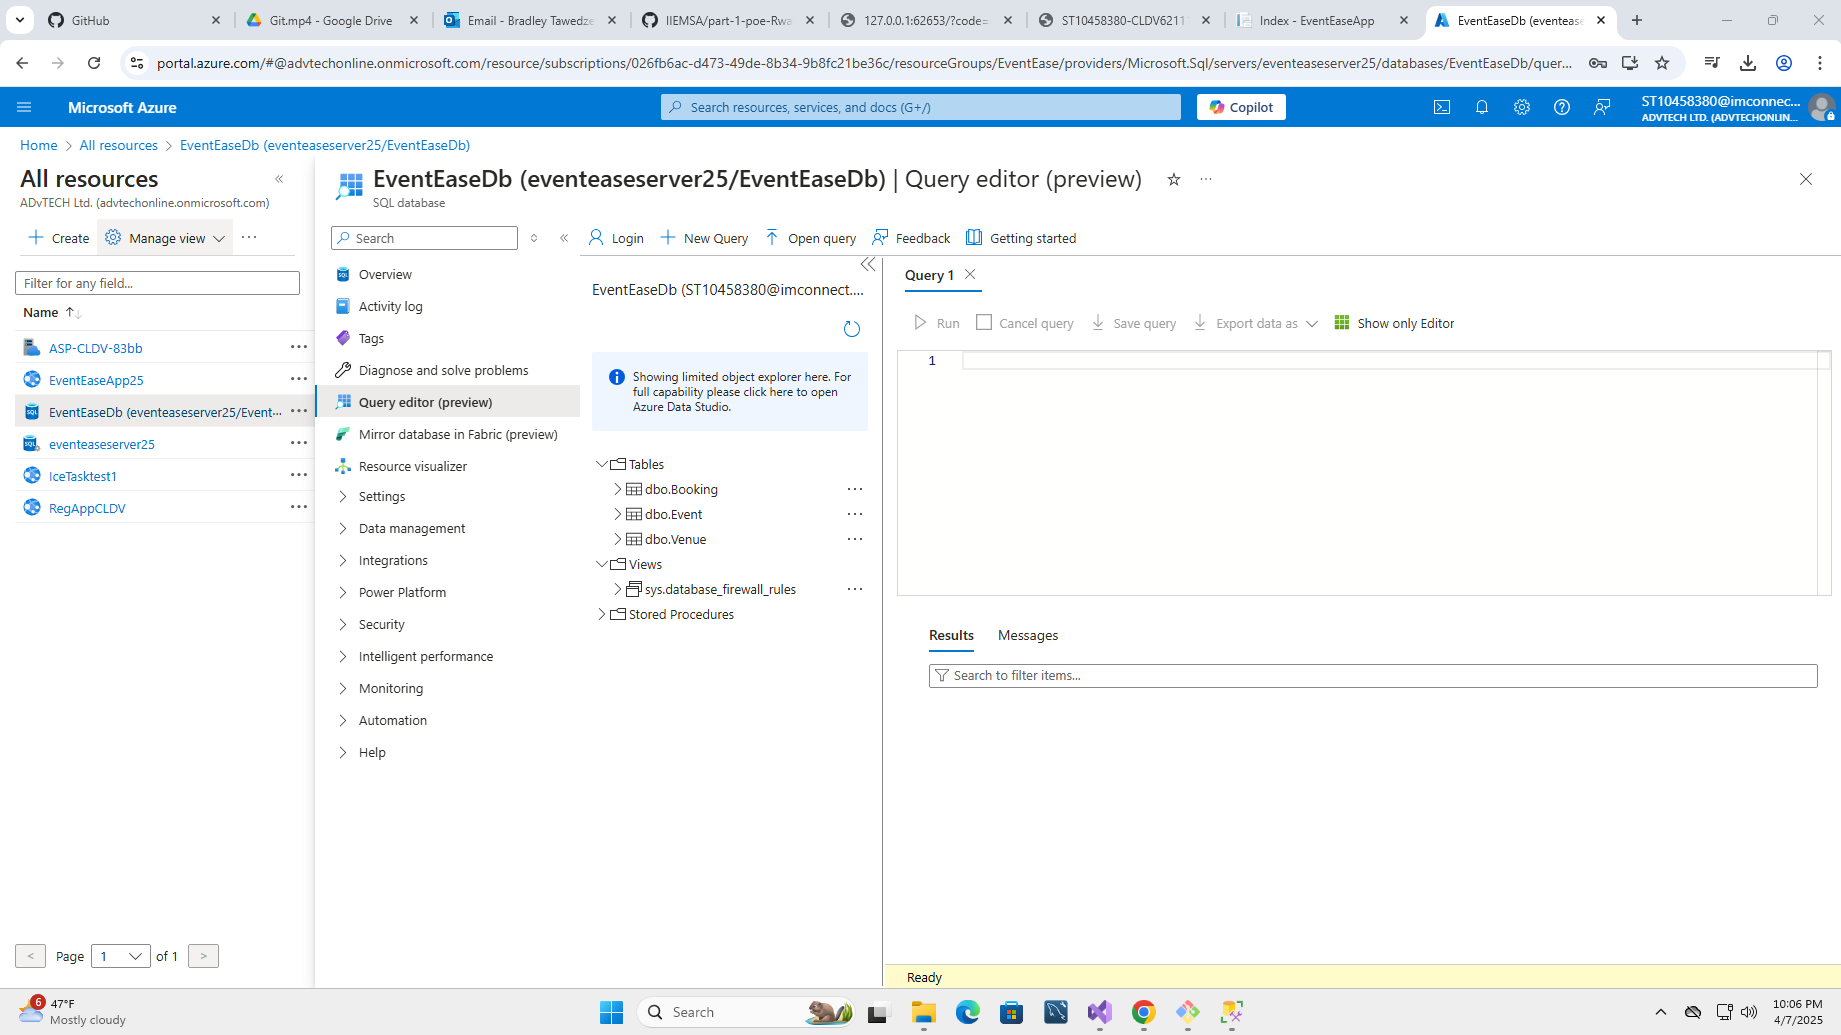 GitHub
Git.mp4 - Google Drive
Email - Bradley Tawedze
IIEMSA/part-1-poe-Rwa
127.0.0.1:62653/?code=
ST10458380-CLDV6211
Index - EventEaseApp
EventEaseDb (eventease
portal.azure.com/#@advtechonline.onmicrosoft.com/resource/subscriptions/026fb6ac-d473-49de-8b34-9b8fc21be36c/resourceGroups/EventEase/providers/Microsoft.Sql/servers/eventeaseserver25/databases/EventEaseDb/quer...
Microsoft Azure
Search resources, services, and docs (G+/)
Copilot
ST10458380@imconnec...
ADVTECH LTD. (ADVTECHONLIN...
Home > All resources > EventEaseDb (eventeaseserver25/EventEaseDb)
All resources
ADvTECH Ltd. (advtechonline.onmicrosoft.com)
Create
Manage view
Filter for any field...
Name
ASP-CLDV-83bb
EventEaseApp25
EventEaseDb (eventeaseserver25/Event...
eventeaseserver25
IceTasktest1
RegAppCLDV
< Page 1 of 1 >
EventEaseDb (eventeaseserver25/EventEaseDb) | Query editor (preview)
SQL database
Search
Overview
Activity log
Tags
Diagnose and solve problems
Query editor (preview)
Mirror database in Fabric (preview)
Resource visualizer
Settings
Data management
Integrations
Power Platform
Security
Intelligent performance
Monitoring
Automation
Help
Login
New Query
Open query
Feedback
Getting started
EventEaseDb (ST10458380@imconnect....
Showing limited object explorer here. For
full capability please click here to open
Azure Data Studio.
Tables
dbo.Booking
dbo.Event
dbo.Venue
Views
sys.database_firewall_rules
Stored Procedures
Query 1
Run
Cancel query
Save query
Export data as
Show only Editor
1
Results
Messages
Search to filter items...
Ready
6
47°F
Mostly cloudy
Search
10:06 PM
4/7/2025